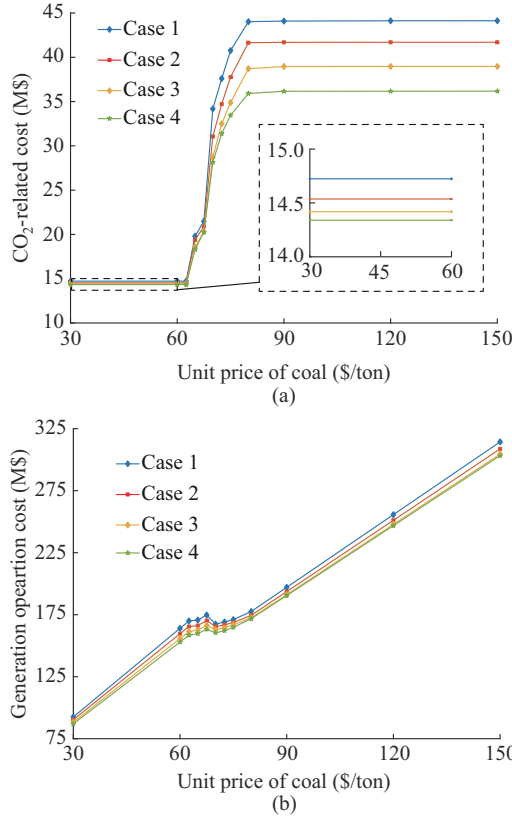 45
40
35
30
25
20
15
10
CO₂-related cost (M$)
Case 1
Case 2
Case 3
Case 4
15.0
14.5
14.0
30 45 60
30 60 90 120 150
Unit price of coal ($/ton)
(a)
325
275
225
175
125
75
Generation opeartion cost (M$)
Case 1
Case 2
Case 3
Case 4
30 60 90 120 150
Unit price of coal ($/ton)
(b)